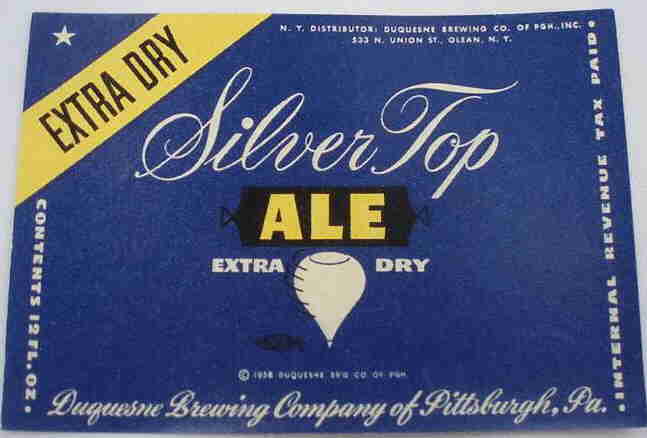 N. Y. DISTRIBUTOR: DUQUESNE BREWING CO. OF PGH., INC.
533 N. UNION ST., OLEAN, N. Y.
EXTRA DRY
Silver Top
ALE
EXTRA DRY
CONTENTS 12 FL. OZ.
• INTERNAL REVENUE TAX PAID •
© 1938 DUQUESNE BR'G CO OF PGH
Duquesne Brewing Company of Pittsburgh, Pa.